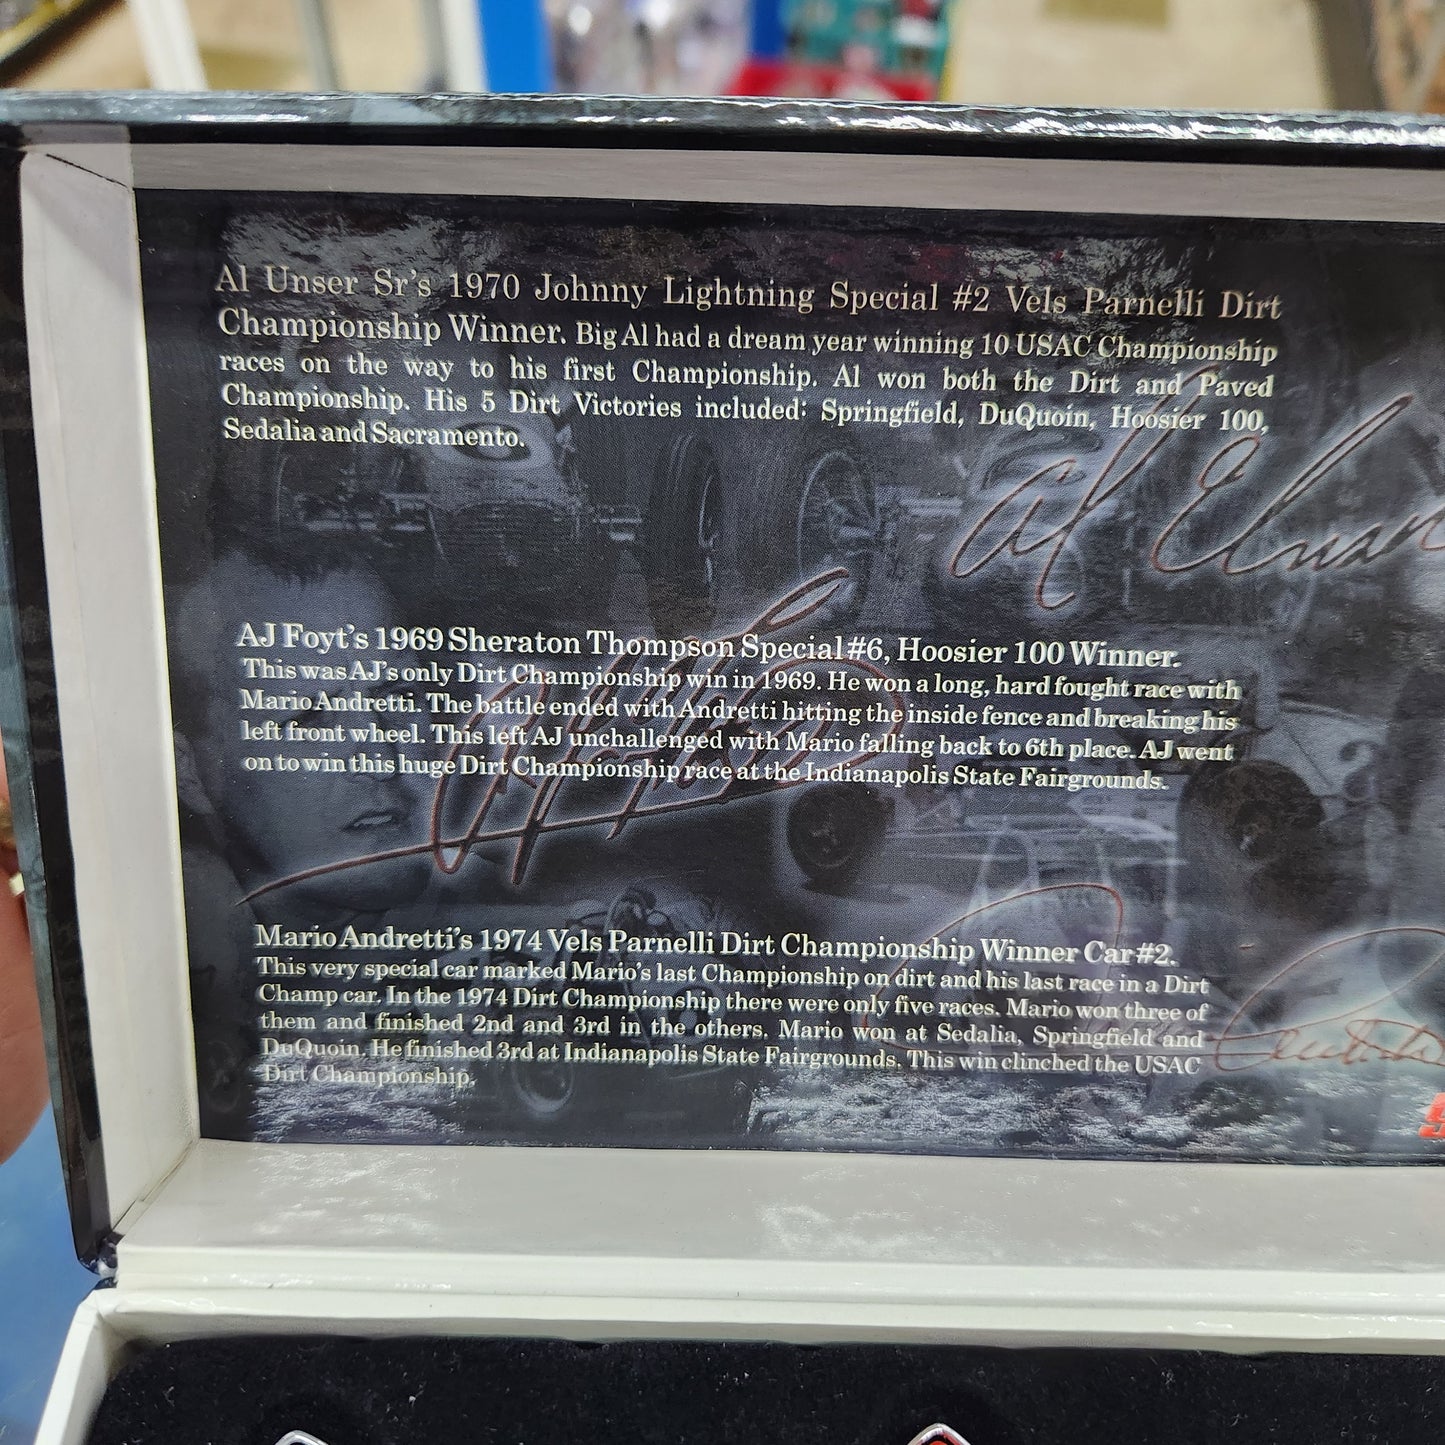 Al Unser Sr's 1970 Johnny Lightning Special #2 Vels Parnelli Dirt
Championship Winner. Big Al had a dream year winning 10 USAC Championship
races on the way to his first Championship. Al won both the Dirt and Paved
Championship. His 5 Dirt Victories included: Springfield, DuQuoin, Hoosier 100,
Sedalia and Sacramento.
Al Unser
AJ Foyt's 1969 Sheraton Thompson Special #6, Hoosier 100 Winner.
This was AJ's only Dirt Championship win in 1969. He won a long, hard fought race with
Mario Andretti. The battle ended with Andretti hitting the inside fence and breaking his
left front wheel. This left AJ unchallenged with Mario falling back to 6th place. AJ went
on to win this huge Dirt Championship race at the Indianapolis State Fairgrounds.
Mario Andretti's 1974 Vels Parnelli Dirt Championship Winner Car #2.
This very special car marked Mario's last Championship on dirt and his last race in a Dirt
Champ car. In the 1974 Dirt Championship there were only five races. Mario won three of
them and finished 2nd and 3rd in the others. Mario won at Sedalia, Springfield and
DuQuoin. He finished 3rd at Indianapolis State Fairgrounds. This win clinched the USAC
Dirt Championship.